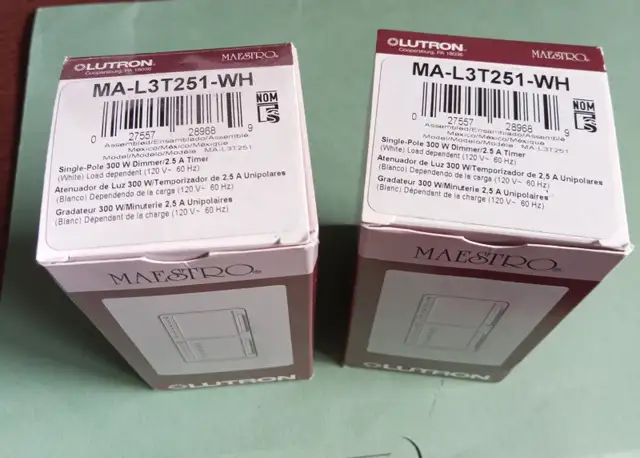 LUTRON®
Coopersburg, PA 18036
MAESTRO®
MA-L3T251-WH
NOM
0 27557 28968 9
Assembled/Ensamblado/Assemblé
México/Mexico/Mexique
Model/Modelo/Modèle MA-L3T251
Single-Pole 300 W Dimmer/2.5 A Timer
(White) Load dependent (120 V~ 60 Hz)
Atenuador de Luz 300 W/Temporizador de 2,5 A Unipolares
(Blanco) Dependendo de la carga (120 V~ 60 Hz)
Gradateur 300 W/Minuterie 2,5 A Unipolaires
(Blanc) Dépendant de la charge (120 V~ 60 Hz)
MAESTRO®
LUTRON®
LUTRON®
Coopersburg, PA 18036
MAESTRO®
MA-L3T251-WH
NOM
0 27557 28968 9
Assembled/Ensamblado/Assemblé
México/Mexico/Mexique
Model/Modelo/Modèle MA-L3T251
Single-Pole 300 W Dimmer/2.5 A Timer
(White) Load dependent (120 V~ 60 Hz)
Atenuador de Luz 300 W/Temporizador de 2,5 A Unipolares
(Blanco) Dependendo de la carga (120 V~ 60 Hz)
Gradateur 300 W/Minuterie 2,5 A Unipolaires
(Blanc) Dépendant de la charge (120 V~ 60 Hz)
MAESTRO®
LUTRON®